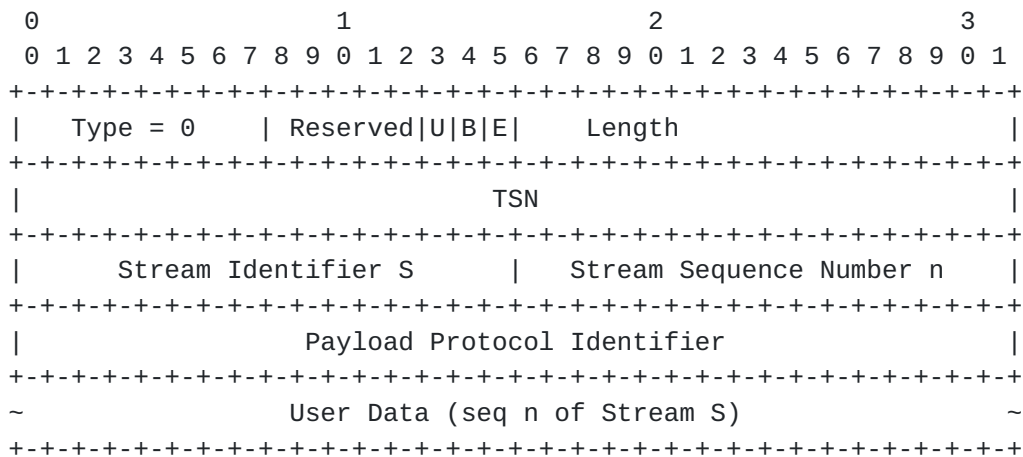 0                   1                   2                   3
 0 1 2 3 4 5 6 7 8 9 0 1 2 3 4 5 6 7 8 9 0 1 2 3 4 5 6 7 8 9 0 1
+-+-+-+-+-+-+-+-+-+-+-+-+-+-+-+-+-+-+-+-+-+-+-+-+-+-+-+-+-+-+-+-+
|   Type = 0    | Reserved|U|B|E|    Length                     |
+-+-+-+-+-+-+-+-+-+-+-+-+-+-+-+-+-+-+-+-+-+-+-+-+-+-+-+-+-+-+-+-+
|                              TSN                              |
+-+-+-+-+-+-+-+-+-+-+-+-+-+-+-+-+-+-+-+-+-+-+-+-+-+-+-+-+-+-+-+-+
|      Stream Identifier S      |   Stream Sequence Number n    |
+-+-+-+-+-+-+-+-+-+-+-+-+-+-+-+-+-+-+-+-+-+-+-+-+-+-+-+-+-+-+-+-+
|                  Payload Protocol Identifier                  |
+-+-+-+-+-+-+-+-+-+-+-+-+-+-+-+-+-+-+-+-+-+-+-+-+-+-+-+-+-+-+-+-+
~                 User Data (seq n of Stream S)                 ~
+-+-+-+-+-+-+-+-+-+-+-+-+-+-+-+-+-+-+-+-+-+-+-+-+-+-+-+-+-+-+-+-+